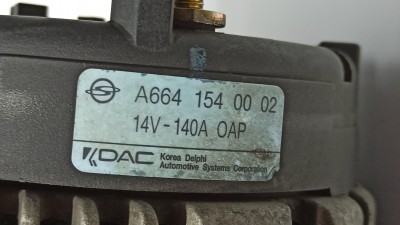 A664 154 00 02
14V-140A OAP
KDAC Korea Delphi
Automotive Systems Corporation